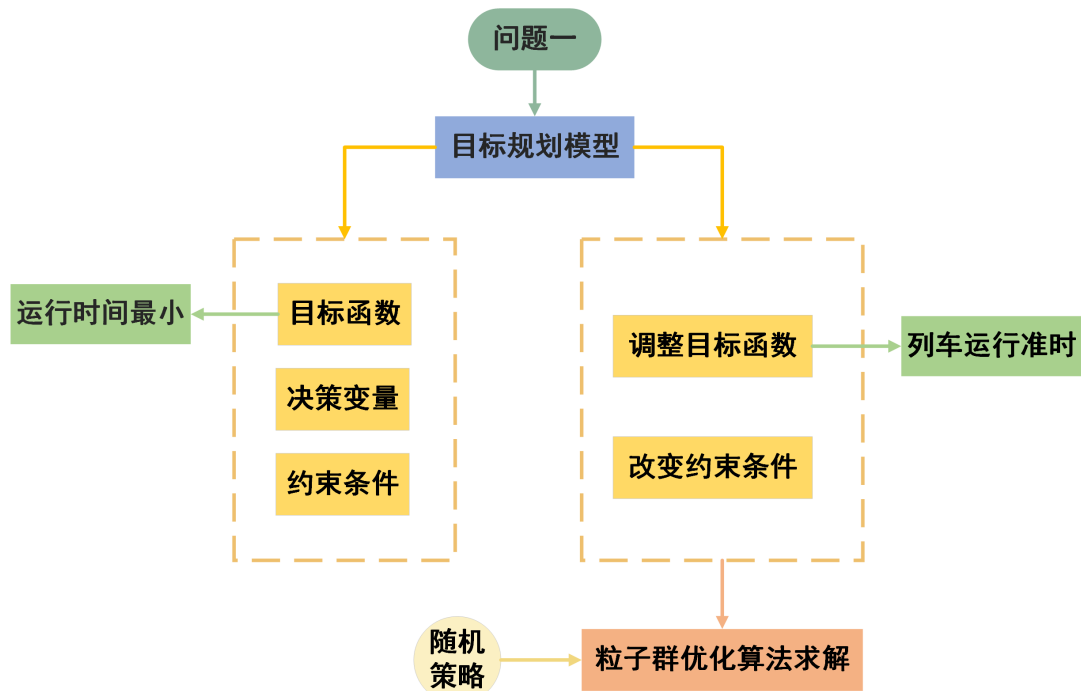 问题一
目标规划模型
运行时间最小
目标函数
决策变量
约束条件
调整目标函数
列车运行准时
改变约束条件
随机
策略
粒子群优化算法求解